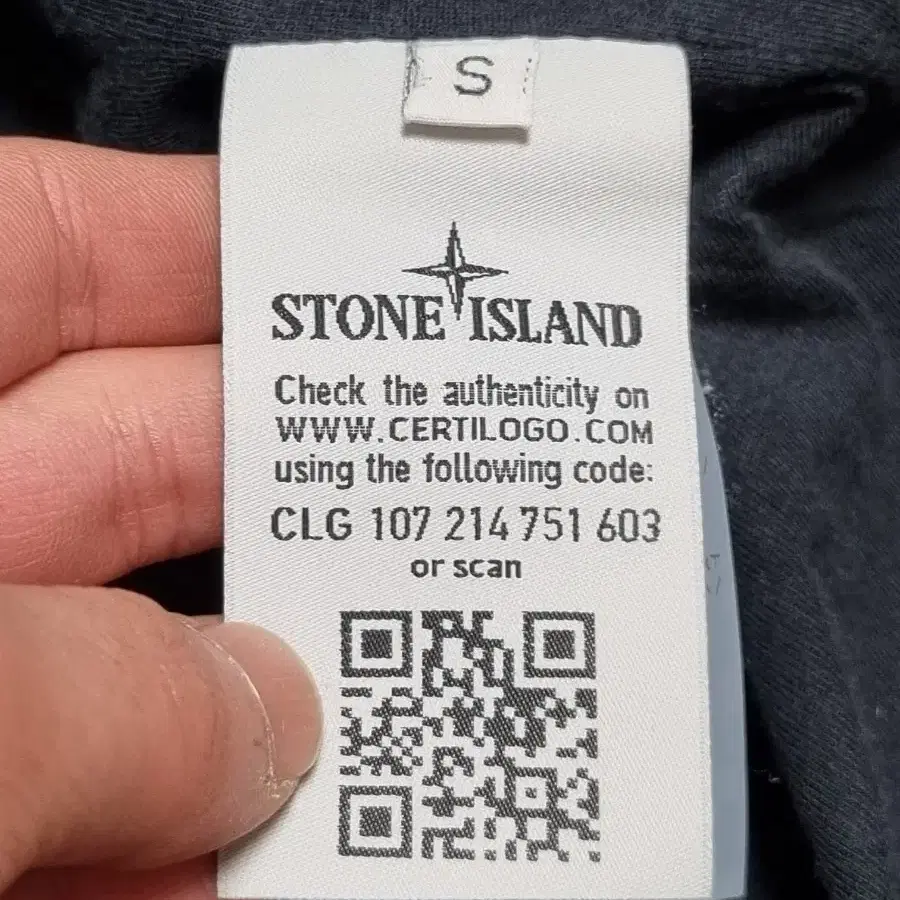 S
STONE ISLAND
Check the authenticity on
WWW.CERTILOGO.COM
using the following code:
CLG 107 214 751 603
or scan